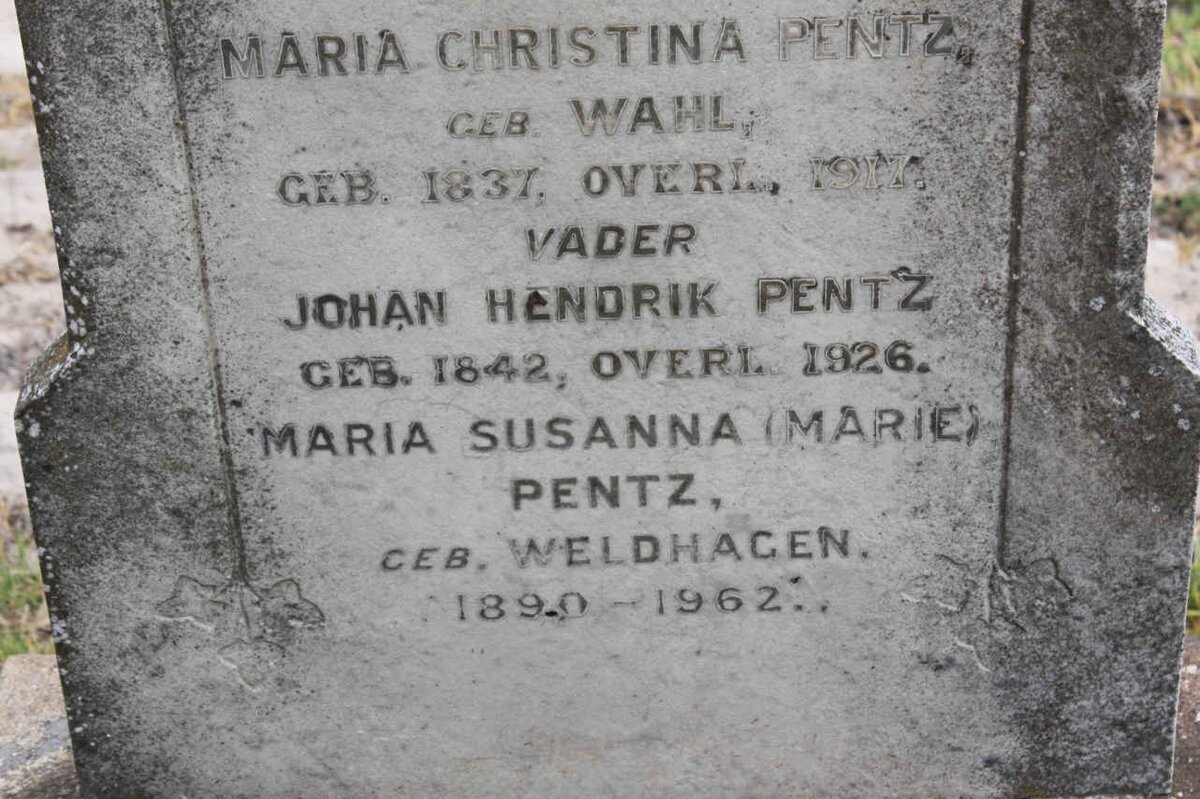 MARIA CHRISTINA PENTZ,
GEB. WAHL,
GEB. 1837, OVERL., 1917.
VADER
JOHAN HENDRIK PENTZ
GEB. 1842, OVERL. 1926.
MARIA SUSANNA (MARIE)
PENTZ,
GEB. WELDHAGEN.
1890 – 1962.